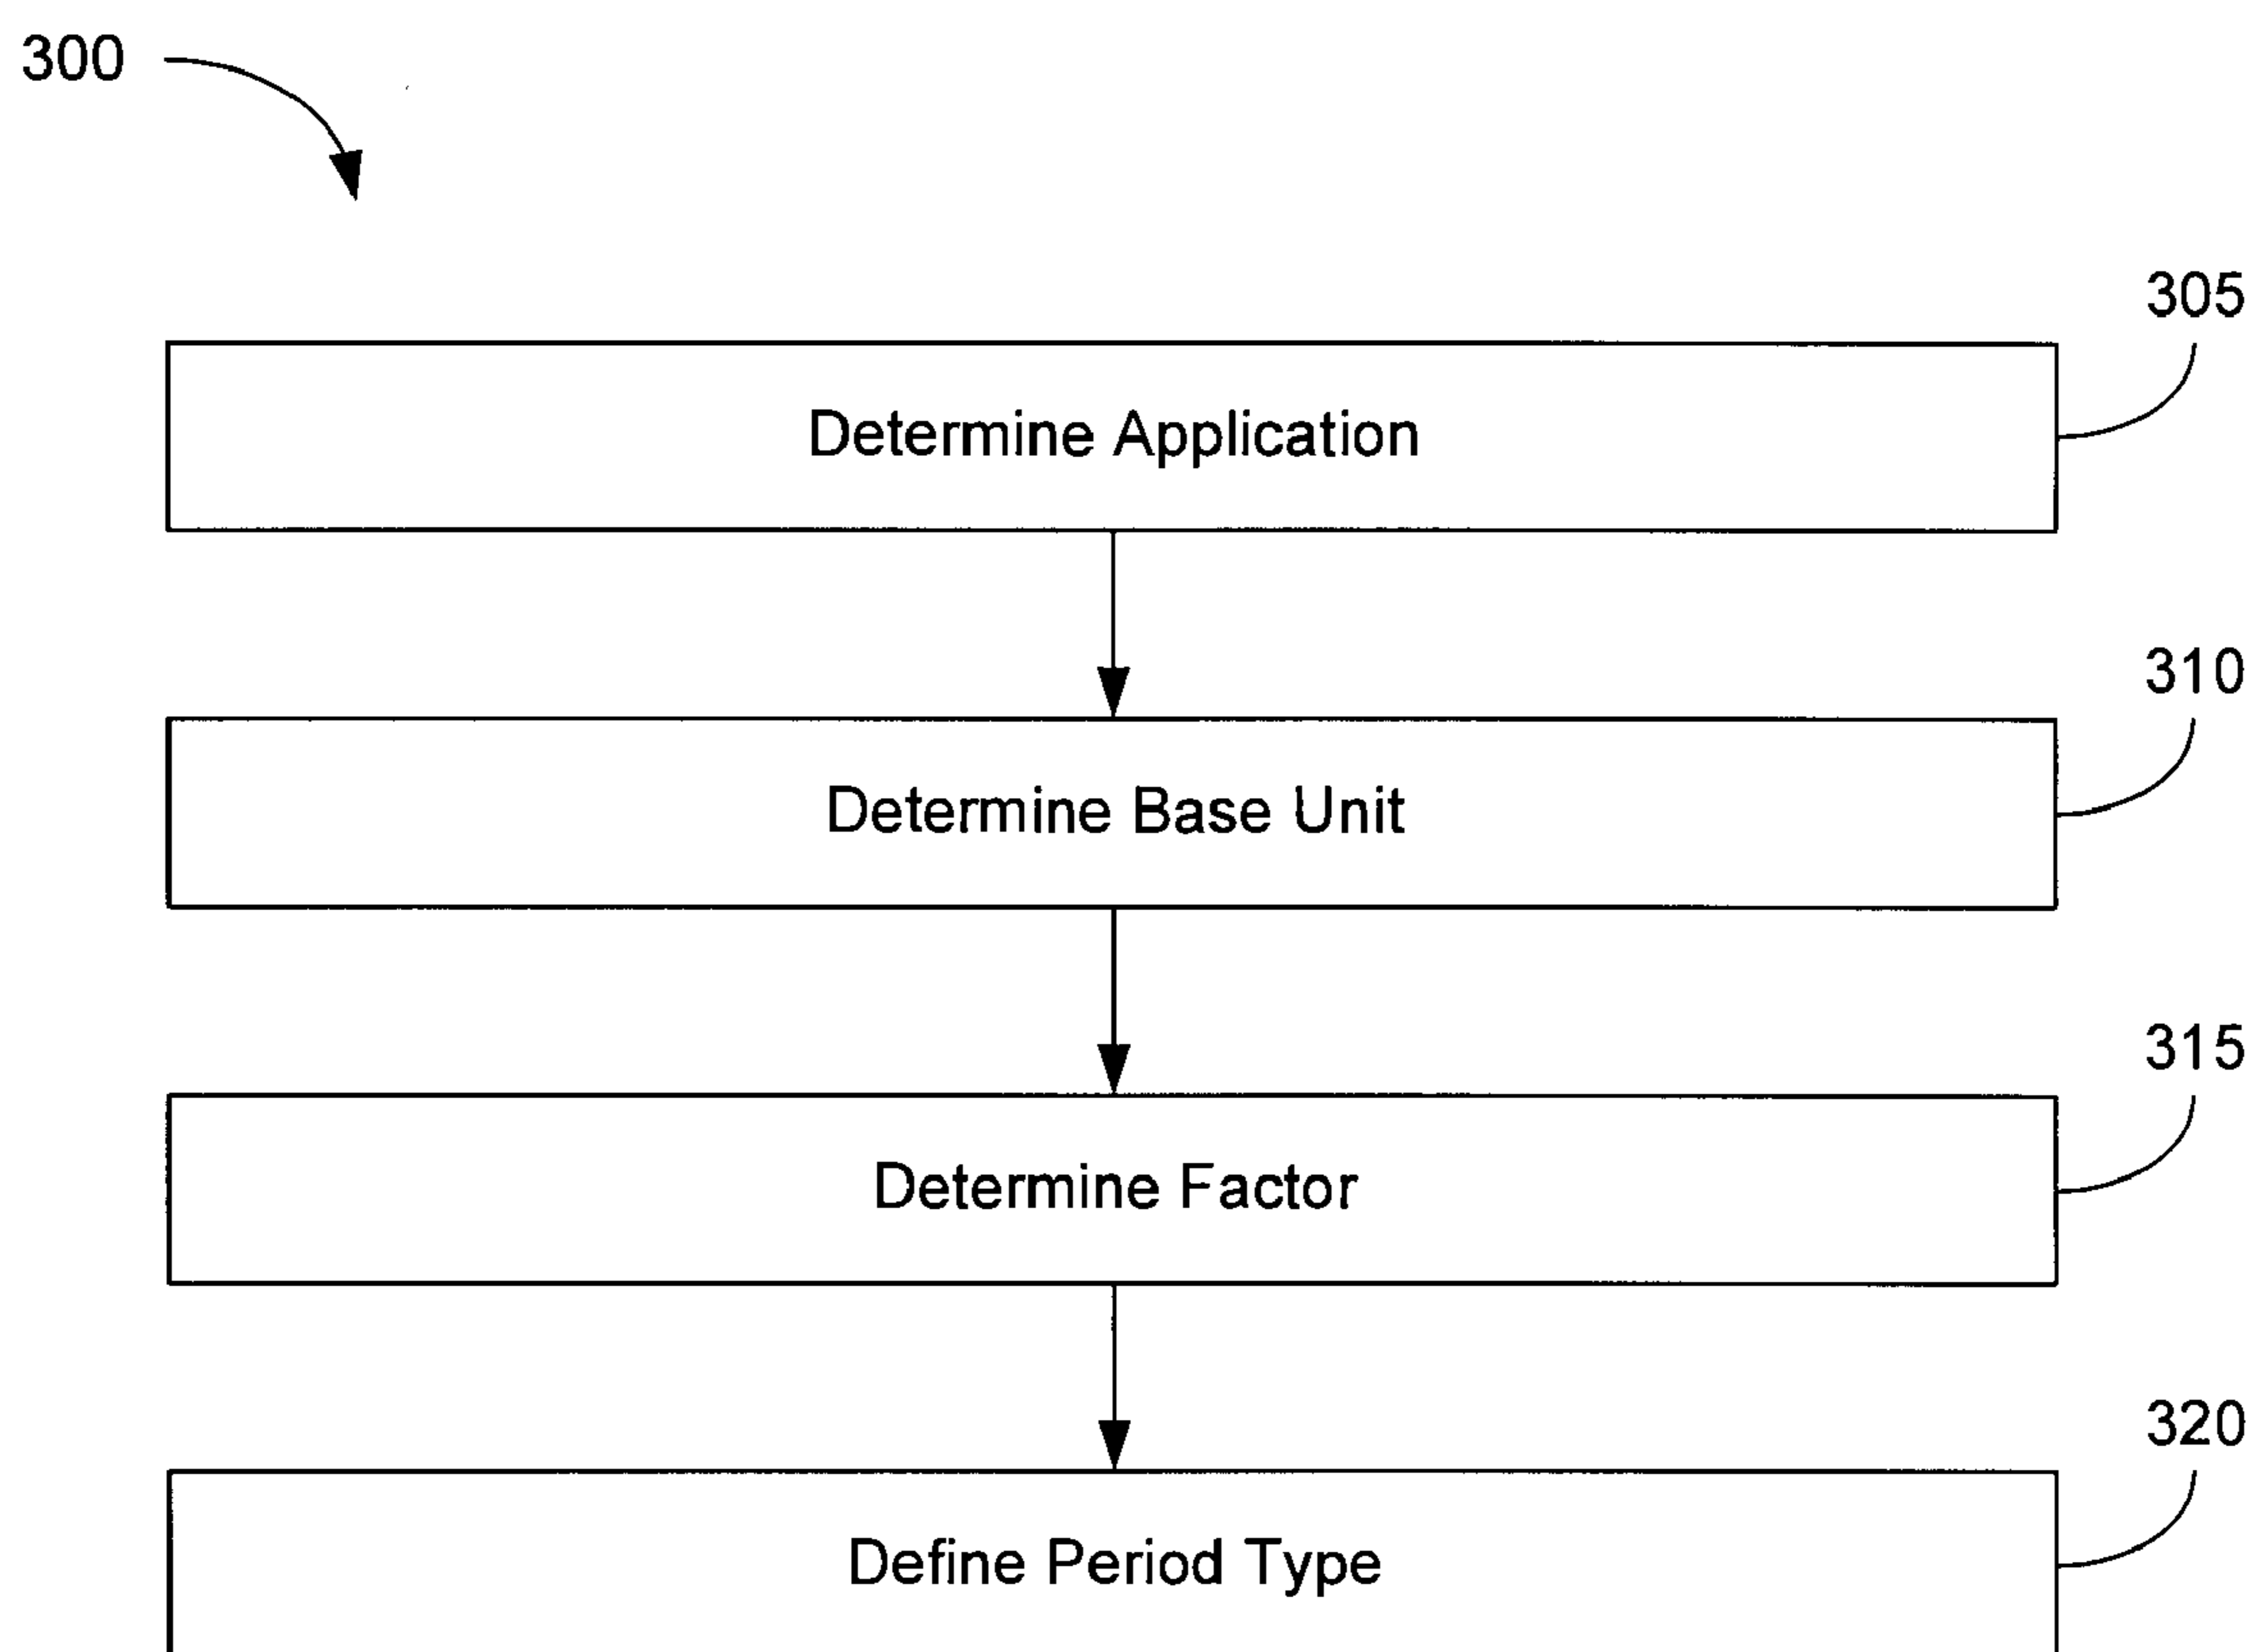 300
305
Determine Application
310
Determine Base Unit
315
Determine Factor
320
Define Period Type